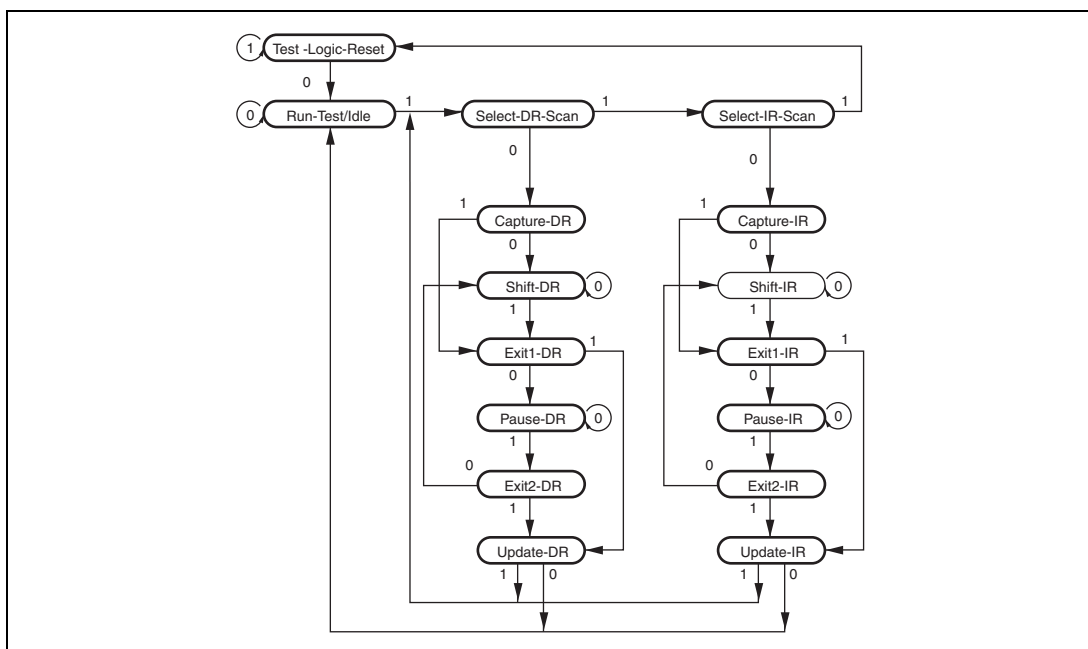 1 Test -Logic-Reset
0
0 Run-Test/Idle 1 Select-DR-Scan 1 Select-IR-Scan 1
0 0
1 Capture-DR 1 Capture-IR
0 0
Shift-DR 0 Shift-IR 0
1 1
Exit1-DR 1 Exit1-IR 1
0 0
Pause-DR 0 Pause-IR 0
1 1
0 Exit2-DR 0 Exit2-IR
1 1
Update-DR Update-IR
1 0 1 0